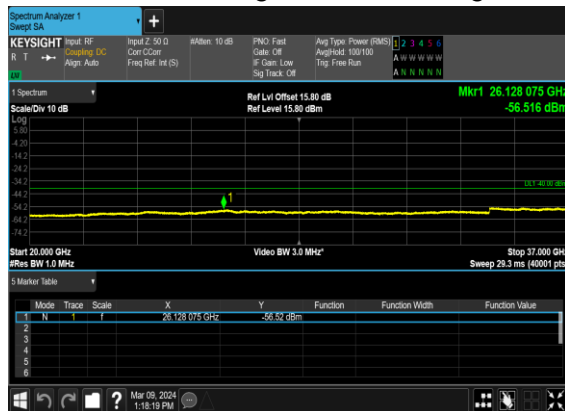 Spectrum Analyzer 1
Swept SA
+
KEYSIGHT Input: RF Input Z: 50 Ω #Atten: 10 dB PNO: Fast Avg Type: Power (RMS) 1 2 3 4 5 6
R T Coupling: DC Corr CCorr Gate: Off Avg|Hold: 100/100 A W W W W W
Align: Auto Freq Ref: Int (S) IF Gain: Low Trig: Free Run
Sig Track: Off A N N N N N
LW
1 Spectrum Ref Lvl Offset 15.80 dB Mkr1 26.128 075 GHz
Scale/Div 10 dB Ref Level 15.80 dBm -56.516 dBm
Log
5.80
-4.20
-14.2
-24.2
-34.2
DL1 -40.00 dBm
-44.2
1
-54.2
-64.2
-74.2
Start 20.000 GHz Video BW 3.0 MHz* Stop 37.000 GHz
#Res BW 1.0 MHz Sweep 29.3 ms (40001 pts)
5 Marker Table
Mode Trace Scale X Y Function Function Width Function Value
1 N 1 f 26.128 075 GHz -56.52 dBm
2
3
4
5
6
? Mar 09, 2024
1:18:19 PM